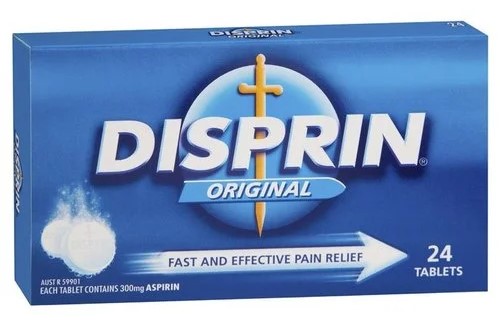 24
DISPRIN
ORIGINAL
DISPRIN®
ORIGINAL
FAST AND EFFECTIVE PAIN RELIEF
24
TABLETS
AUST R 59901
EACH TABLET CONTAINS 300mg ASPIRIN
DISPRIN